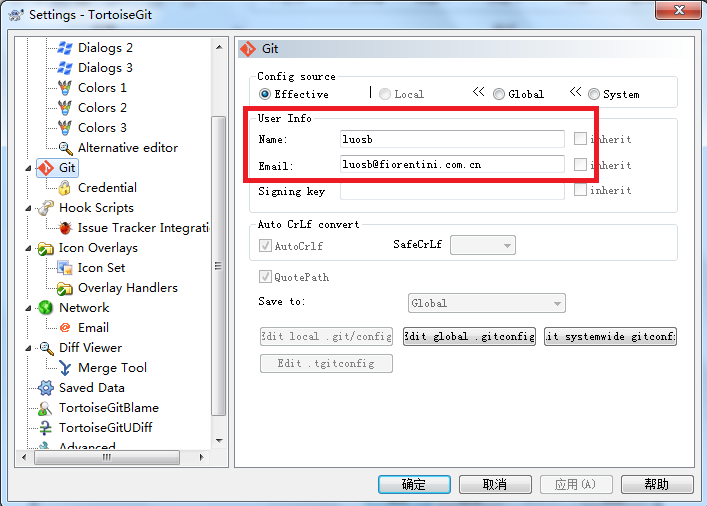 Settings - TortoiseGit
Dialogs 2
Dialogs 3
Colors 1
Colors 2
Colors 3
Alternative editor
Git
Credential
Hook Scripts
Issue Tracker Integratio
Icon Overlays
Icon Set
Overlay Handlers
Network
Email
Diff Viewer
Merge Tool
Saved Data
TortoiseGitBlame
TortoiseGitUDiff
Advanced
Git
Config source
Effective | Local << Global << System
User Info
Name: luosb inherit
Email: luosb@fiorentini.com.cn inherit
Signing key inherit
Auto CrLf convert
AutoCrlf SafeCrLf
QuotePath
Save to: Global
Edit local .git/config Edit global .gitconfig it systemwide gitconf
Edit .tgitconfig
确定 取消 应用(A) 帮助